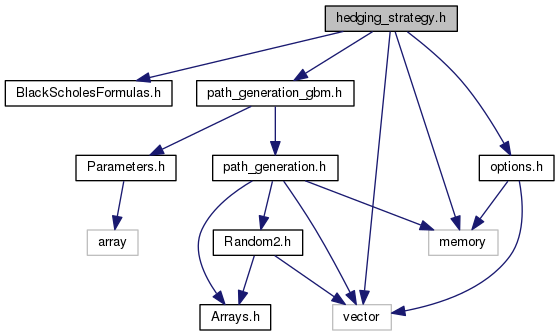 hedging_strategy.h
BlackScholesFormulas.h
path_generation_gbm.h
Parameters.h
path_generation.h
options.h
array
Random2.h
memory
Arrays.h
vector